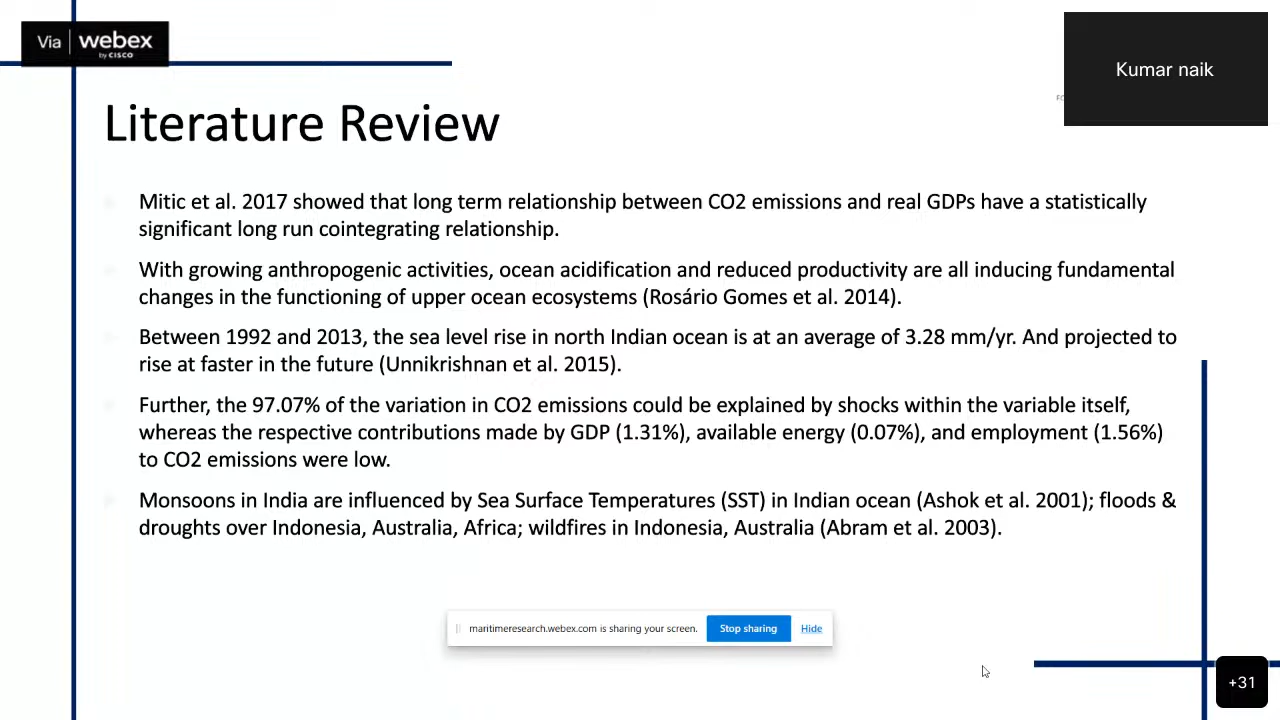 Via webex
by CISCO
Kumar naik
Literature Review
Mitic et al. 2017 showed that long term relationship between CO2 emissions and real GDPs have a statistically
significant long run cointegrating relationship.
With growing anthropogenic activities, ocean acidification and reduced productivity are all inducing fundamental
changes in the functioning of upper ocean ecosystems (Rosário Gomes et al. 2014).
Between 1992 and 2013, the sea level rise in north Indian ocean is at an average of 3.28 mm/yr. And projected to
rise at faster in the future (Unnikrishnan et al. 2015).
Further, the 97.07% of the variation in CO2 emissions could be explained by shocks within the variable itself,
whereas the respective contributions made by GDP (1.31%), available energy (0.07%), and employment (1.56%)
to CO2 emissions were low.
Monsoons in India are influenced by Sea Surface Temperatures (SST) in Indian ocean (Ashok et al. 2001); floods &
droughts over Indonesia, Australia, Africa; wildfires in Indonesia, Australia (Abram et al. 2003).
maritimeresearch.webex.com is sharing your screen. Stop sharing Hide
+31